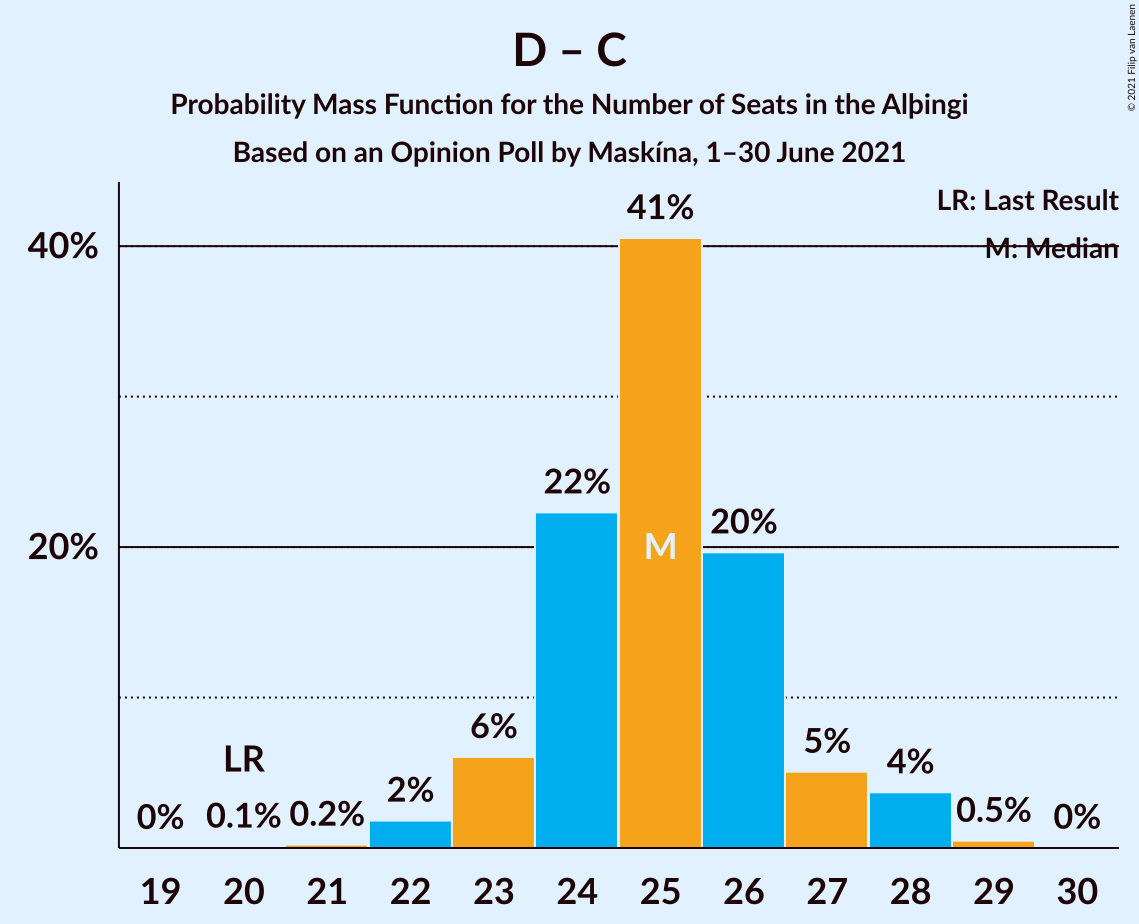 D – C
Probability Mass Function for the Number of Seats in the Alþingi
Based on an Opinion Poll by Maskína, 1–30 June 2021
© 2021 Filip van Laenen
LR: Last Result
M: Median
40%
20%
0%
0.1%
0.2%
2%
6%
22%
41%
20%
5%
4%
0.5%
0%
LR
M
19 20 21 22 23 24 25 26 27 28 29 30